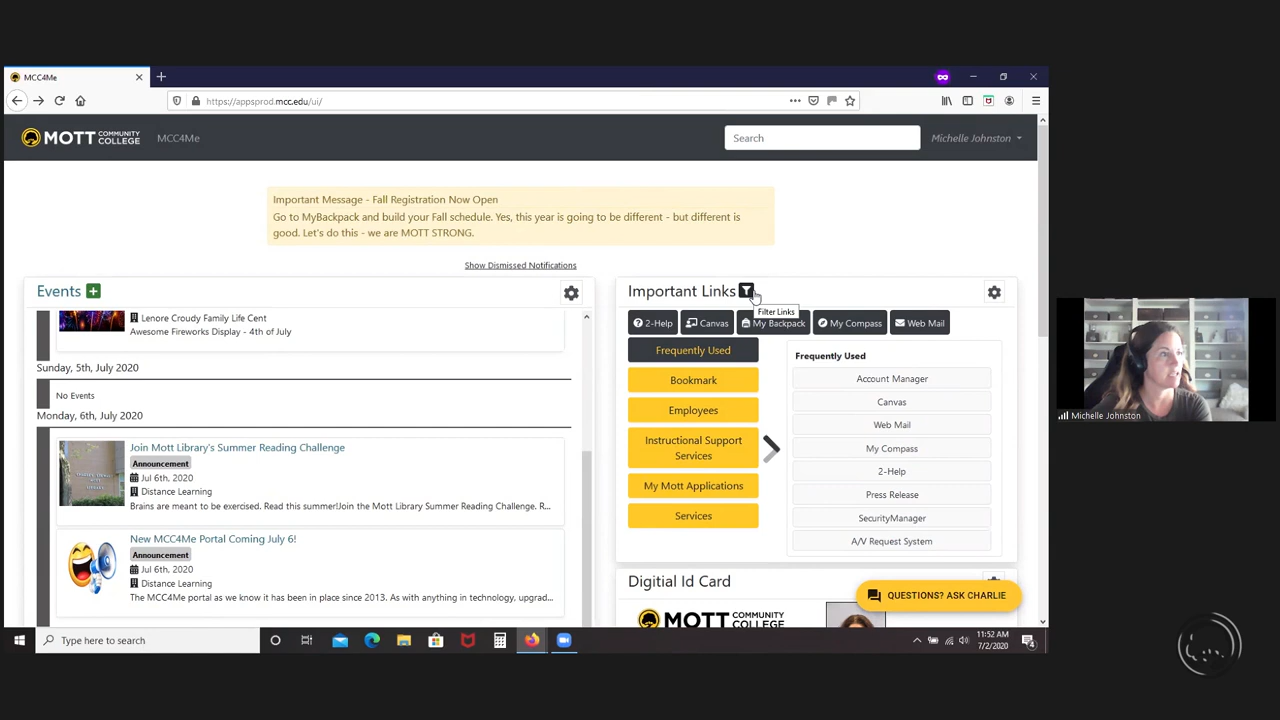 MCC4Me
https://appsprod.mcc.edu/ui/
MOTT COMMUNITY COLLEGE
MCC4Me
Search
Michelle Johnston
Important Message - Fall Registration Now Open
Go to MyBackpack and build your Fall schedule. Yes, this year is going to be different - but different is
good. Let's do this - we are MOTT STRONG.
Show Dismissed Notifications
Events
Lenore Croudy Family Life Cent
Awesome Fireworks Display - 4th of July
Sunday, 5th, July 2020
No Events
Monday, 6th, July 2020
Join Mott Library's Summer Reading Challenge
Announcement
Jul 6th, 2020
Distance Learning
Brains are meant to be exercised. Read this summer!Join the Mott Library Summer Reading Challenge. R...
New MCC4Me Portal Coming July 6!
Announcement
Jul 6th, 2020
Distance Learning
The MCC4Me portal as we know it has been in place since 2013. As with anything in technology, upgrad...
Important Links
Filter Links
2-Help
Canvas
My Backpack
My Compass
Web Mail
Frequently Used
Bookmark
Employees
Instructional Support
Services
My Mott Applications
Services
Frequently Used
Account Manager
Canvas
Web Mail
My Compass
2-Help
Press Release
SecurityManager
A/V Request System
Digitial Id Card
MOTT COMMUNITY
QUESTIONS? ASK CHARLIE
Type here to search
11:52 AM
7/2/2020
4
Michelle Johnston